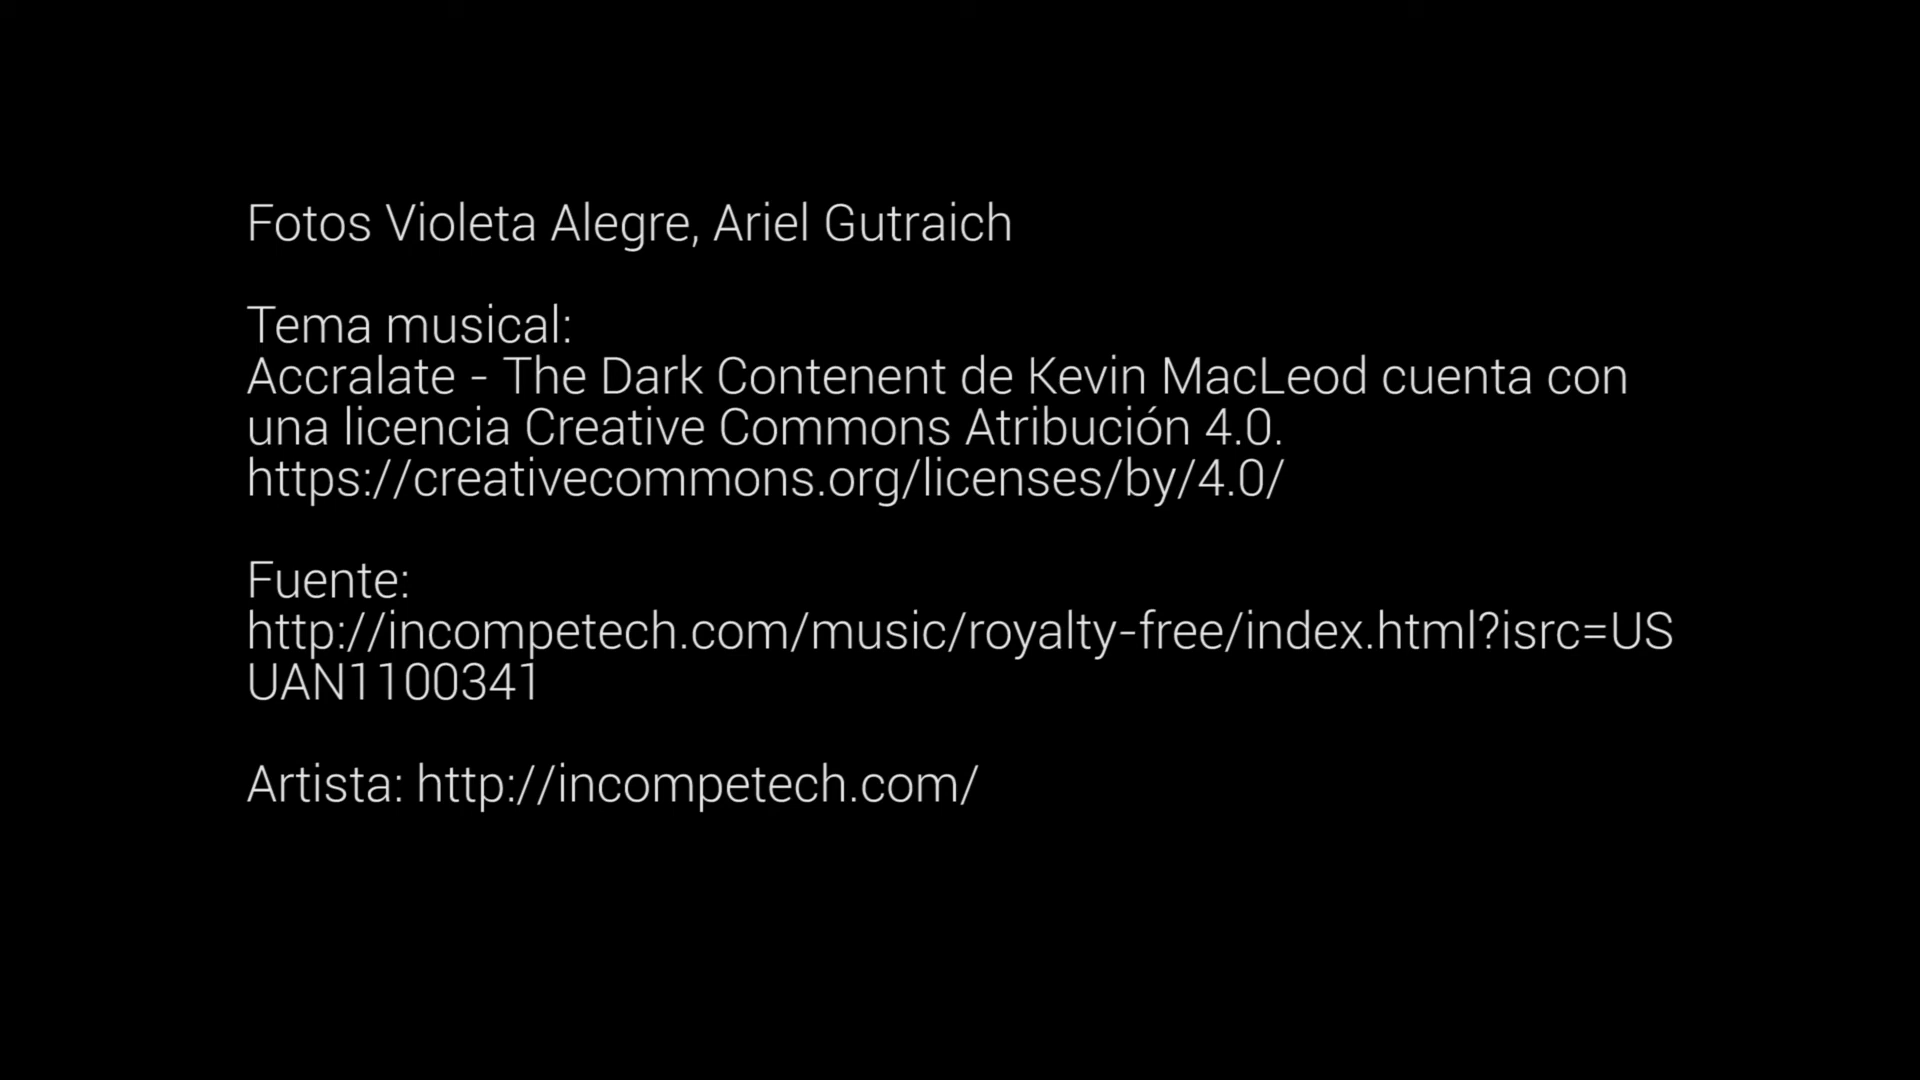 Fotos Violeta Alegre, Ariel Gutraich
Tema musical:
Accralate - The Dark Contenent de Kevin MacLeod cuenta con
una licencia Creative Commons Atribución 4.0.
https://creativecommons.org/licenses/by/4.0/
Fuente:
http://incompetech.com/music/royalty-free/index.html?isrc=US
UAN1100341
Artista: http://incompetech.com/